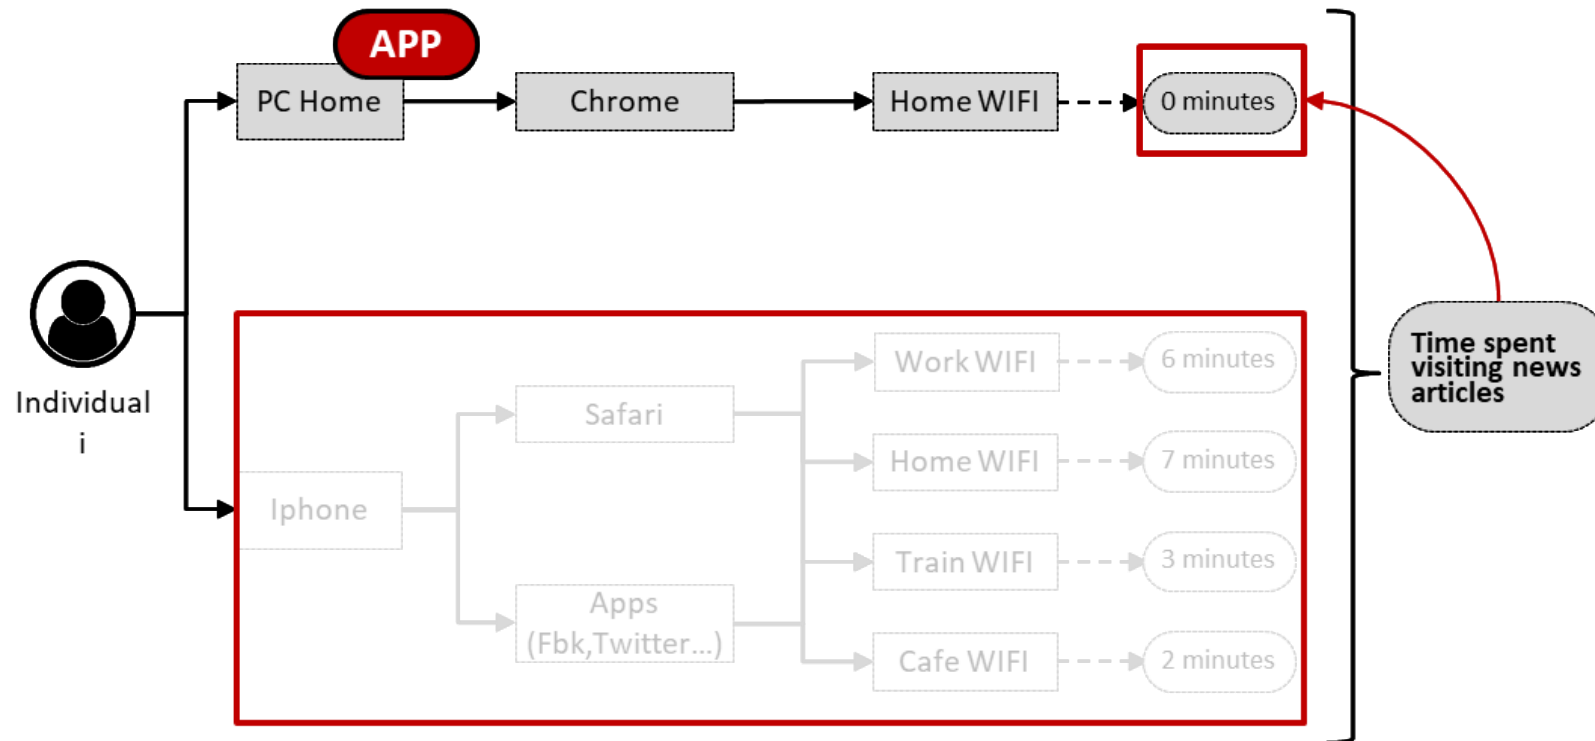 APP
PC Home
Chrome
Home WIFI
0 minutes
Individual
i
Time spent
visiting news
articles
Iphone
Safari
Apps
(Fbk,Twitter...)
Work WIFI
6 minutes
Home WIFI
7 minutes
Train WIFI
3 minutes
Cafe WIFI
2 minutes